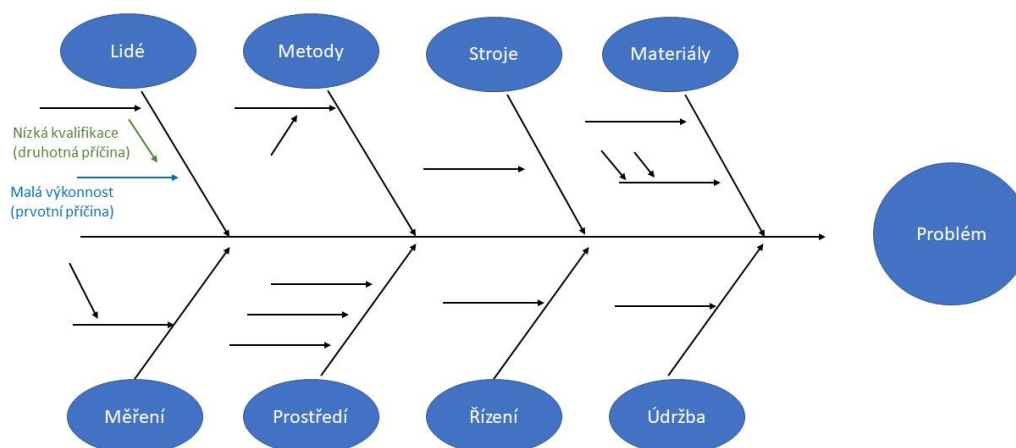 Lidé
Metody
Stroje
Materiály
Nízká kvalifikace
(druhotná příčina)
Malá výkonnost
(prvotní příčina)
Problém
Měření
Prostředí
Řízení
Údržba